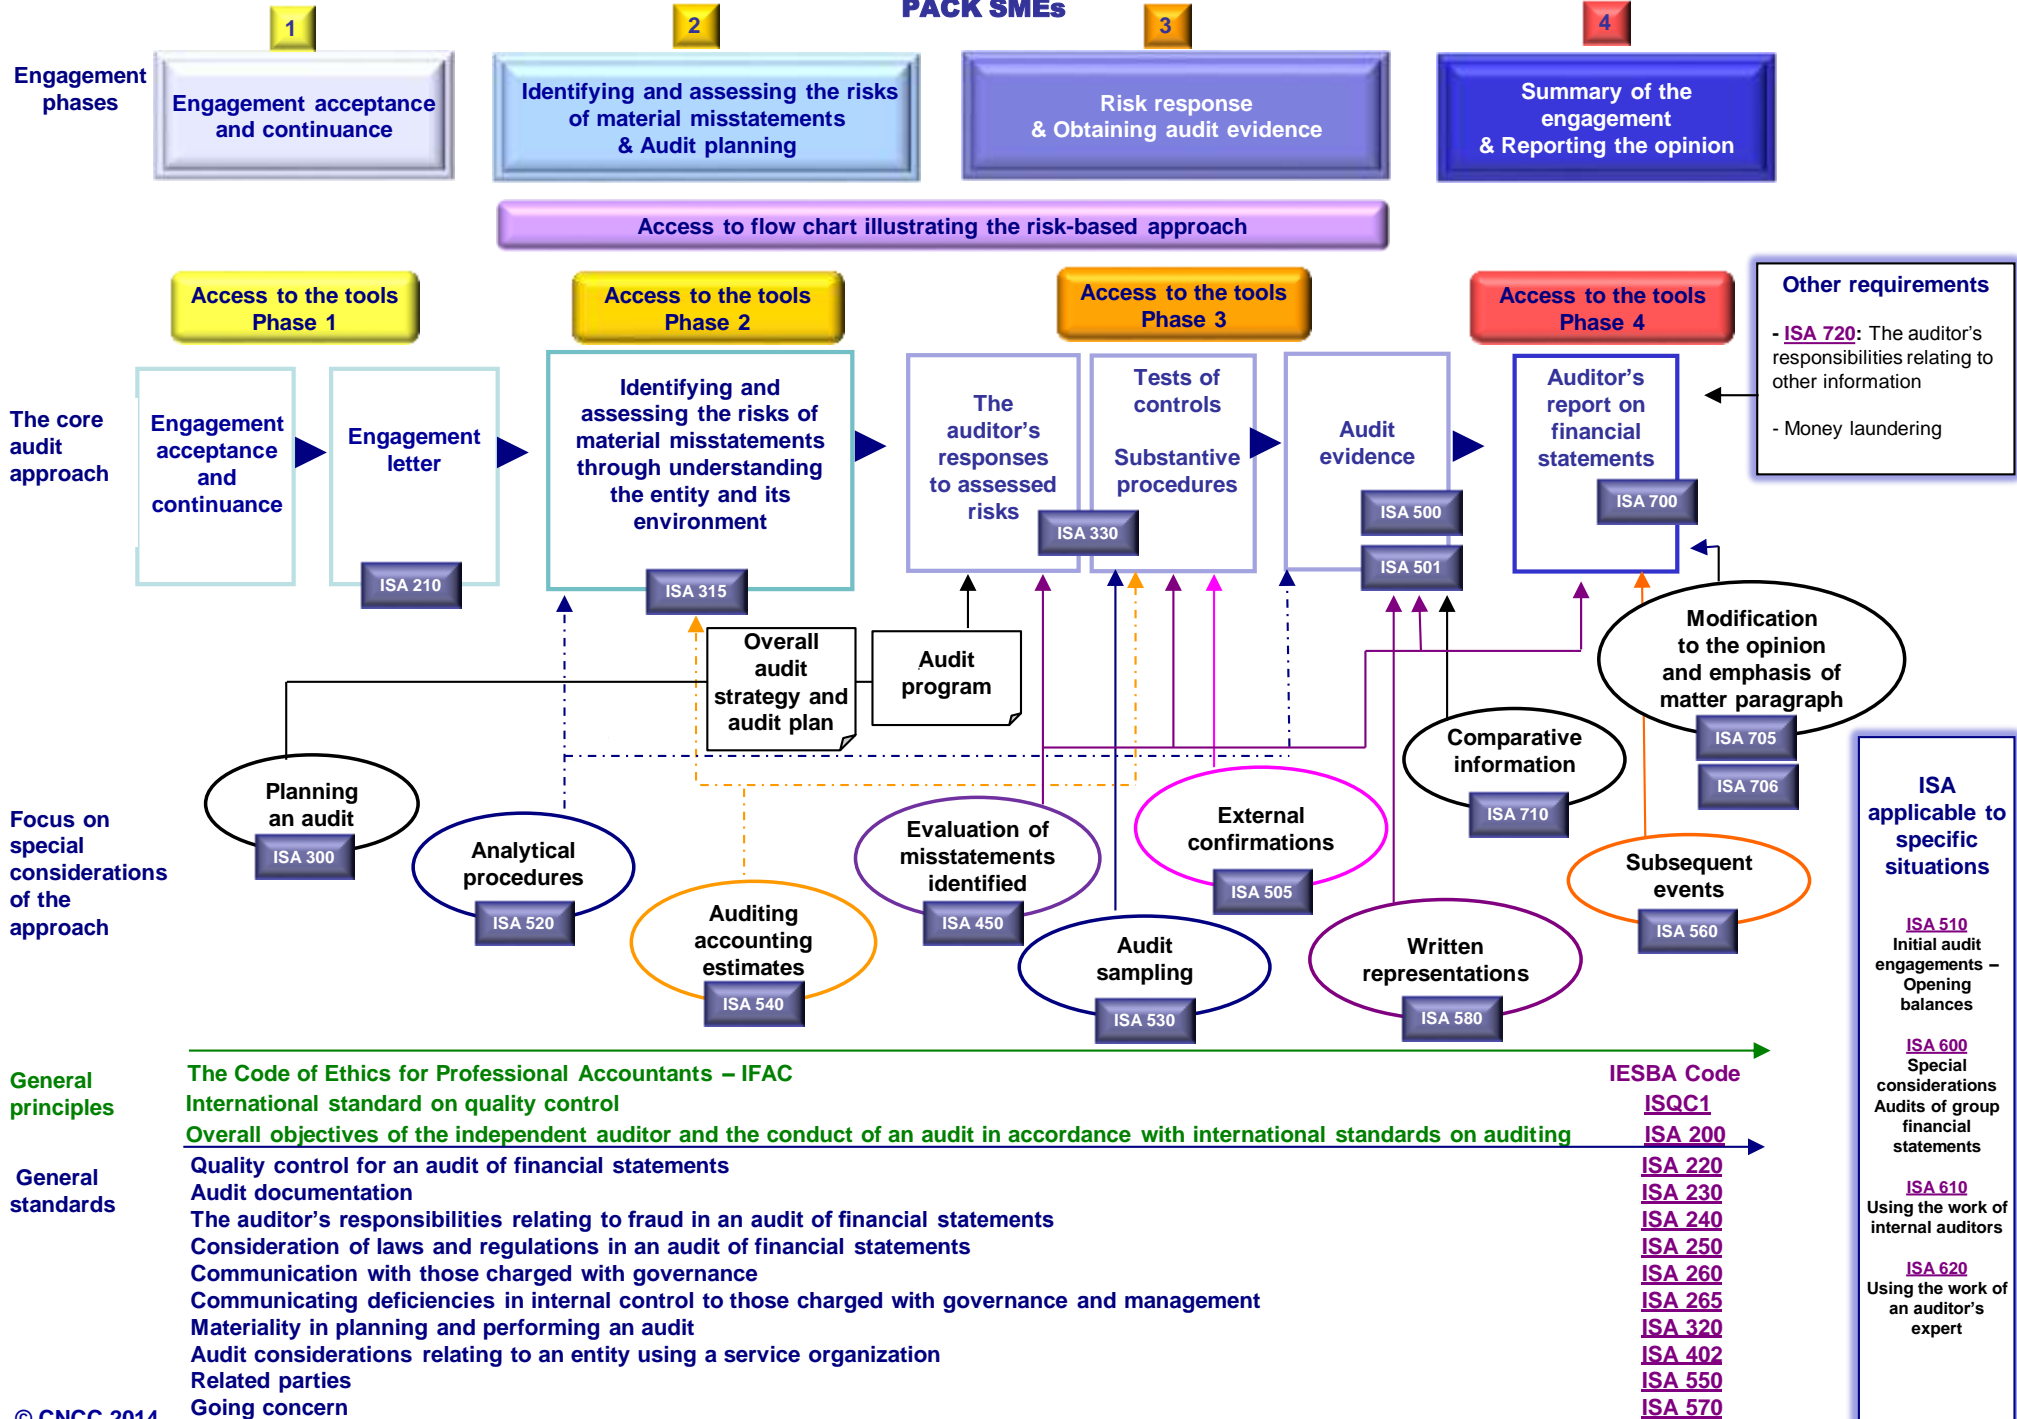 PACK SMEs
1
2
3
4
Engagement
phases
Engagement acceptance
and continuance
Identifying and assessing the risks
of material misstatements
& Audit planning
Risk response
& Obtaining audit evidence
Summary of the
engagement
& Reporting the opinion
Access to flow chart illustrating the risk-based approach
Access to the tools
Phase 1
Access to the tools
Phase 2
Access to the tools
Phase 3
Access to the tools
Phase 4
Other requirements
- ISA 720: The auditor's
responsibilities relating to
other information
- Money laundering
The core
audit
approach
Engagement
acceptance
and
continuance
Engagement
letter
ISA 210
Identifying and
assessing the risks of
material misstatements
through understanding
the entity and its
environment
ISA 315
The
auditor's
responses
to assessed
risks
ISA 330
Tests of
controls
Substantive
procedures
Audit
evidence
ISA 500
ISA 501
Auditor's
report on
financial
statements
ISA 700
Overall
audit
strategy and
audit plan
Audit
program
Modification
to the opinion
and emphasis of
matter paragraph
ISA 705
ISA 706
Focus on
special
considerations
of the
approach
Planning
an audit
ISA 300
Analytical
procedures
ISA 520
Auditing
accounting
estimates
ISA 540
Evaluation of
misstatements
identified
ISA 450
Audit
sampling
ISA 530
External
confirmations
ISA 505
Written
representations
ISA 580
Comparative
information
ISA 710
Subsequent
events
ISA 560
ISA
applicable to
specific
situations
ISA 510
Initial audit
engagements –
Opening
balances
ISA 600
Special
considerations
Audits of group
financial
statements
ISA 610
Using the work of
internal auditors
ISA 620
Using the work of
an auditor's
expert
General
principles
The Code of Ethics for Professional Accountants – IFAC IESBA Code
International standard on quality control ISQC1
Overall objectives of the independent auditor and the conduct of an audit in accordance with international standards on auditing ISA 200
General
standards
Quality control for an audit of financial statements ISA 220
Audit documentation ISA 230
The auditor's responsibilities relating to fraud in an audit of financial statements ISA 240
Consideration of laws and regulations in an audit of financial statements ISA 250
Communication with those charged with governance ISA 260
Communicating deficiencies in internal control to those charged with governance and management ISA 265
Materiality in planning and performing an audit ISA 320
Audit considerations relating to an entity using a service organization ISA 402
Related parties ISA 550
Going concern ISA 570
© CNCC 2014